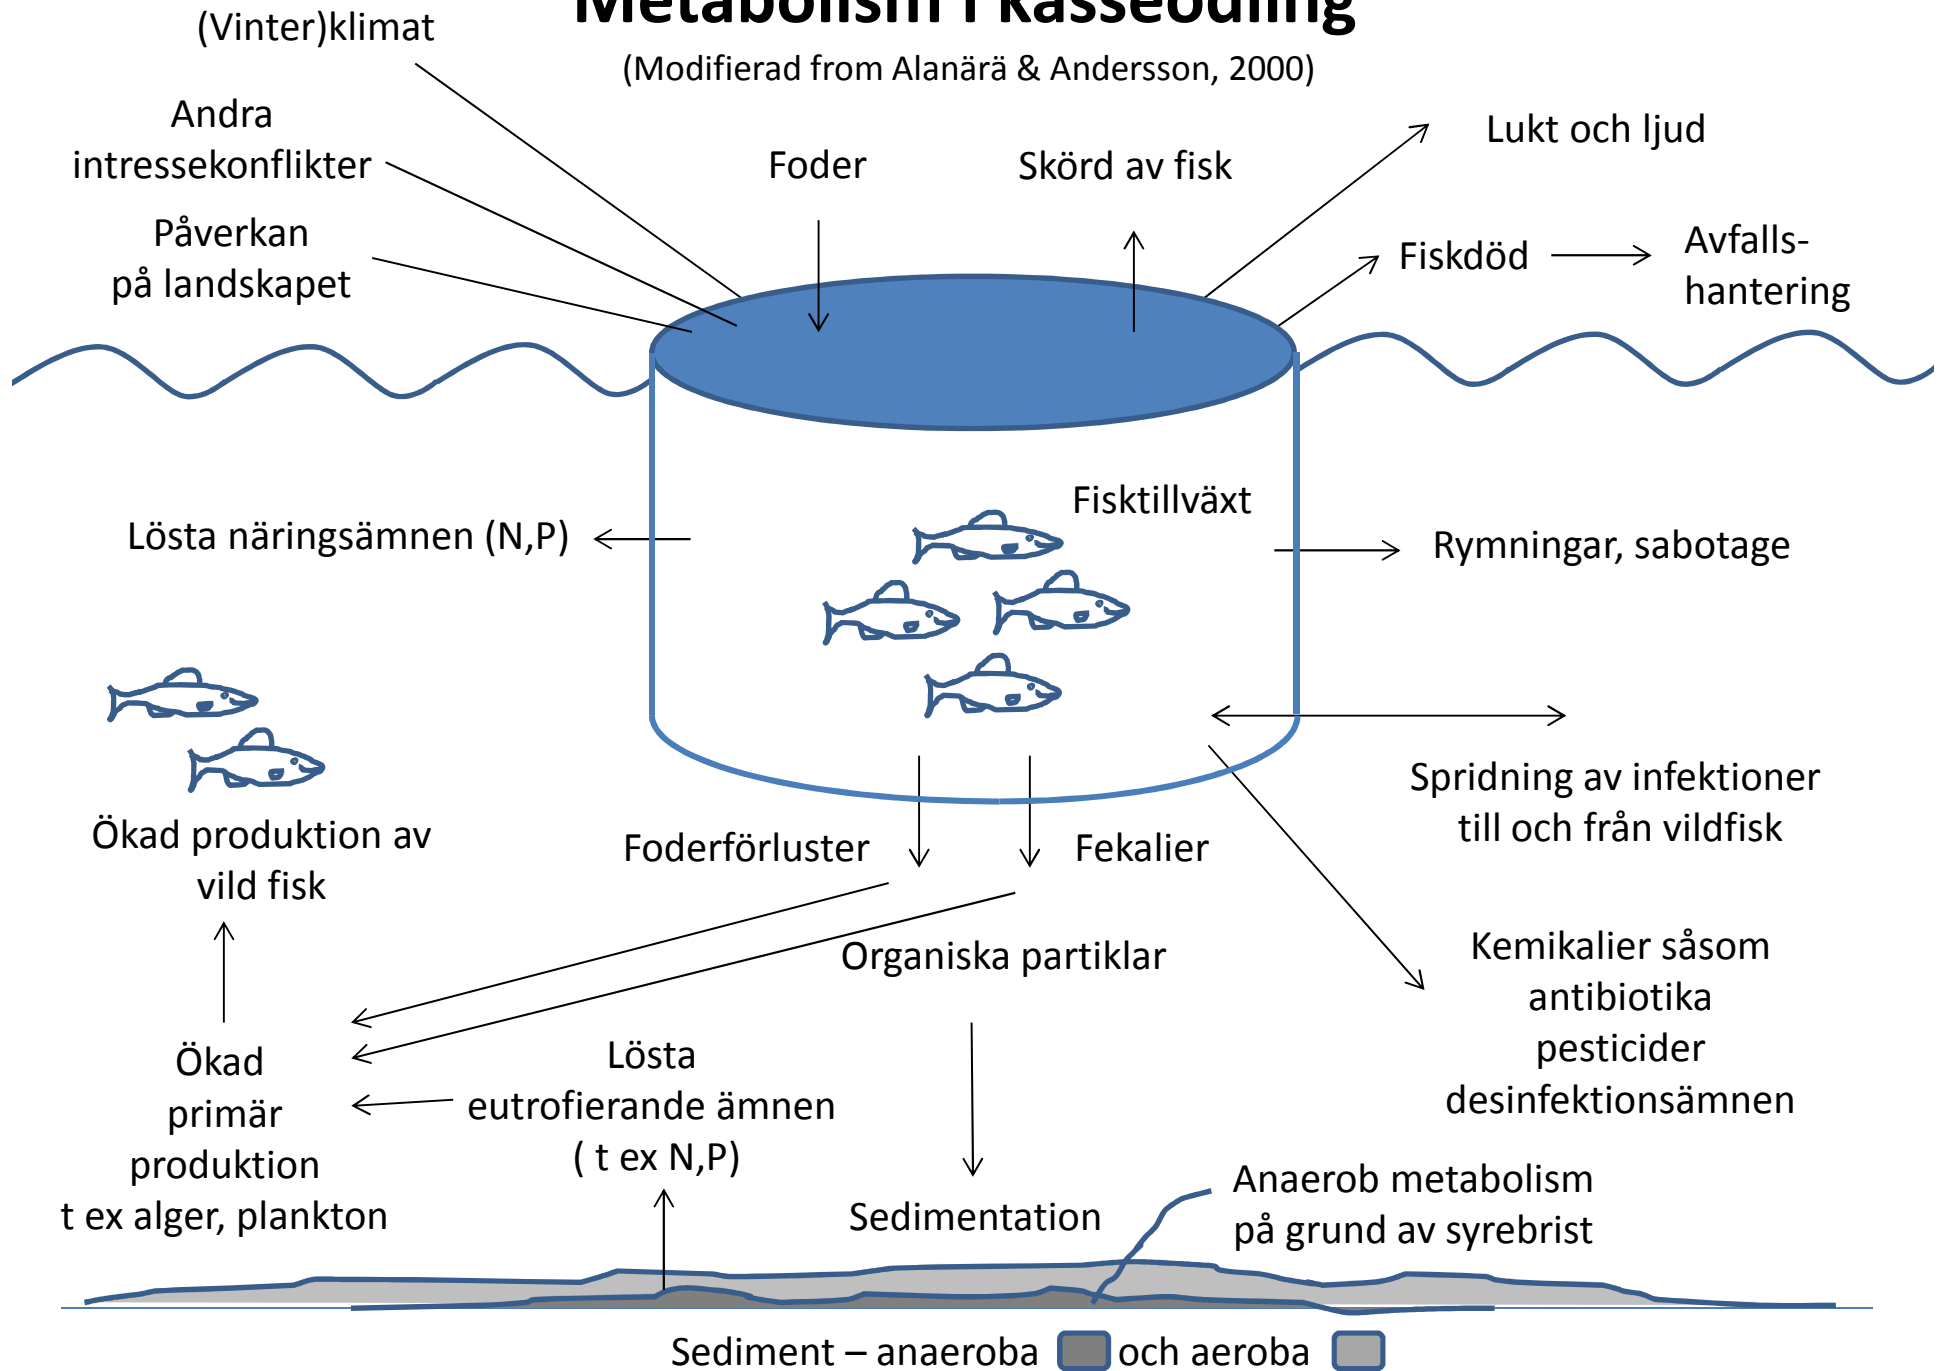 Metabolism i kasseodling
(Modifierad from Alanärä & Andersson, 2000)
(Vinter)klimat
Andra
intressekonflikter
Påverkan
på landskapet
Foder
Skörd av fisk
Lukt och ljud
Fiskdöd
Avfalls-
hantering
Fisktillväxt
Lösta näringsämnen (N,P)
Rymningar, sabotage
Spridning av infektioner
till och från vildfisk
Ökad produktion av
vild fisk
Foderförluster
Fekalier
Organiska partiklar
Kemikalier såsom
antibiotika
pesticider
desinfektionsämnen
Ökad
primär
produktion
t ex alger, plankton
Lösta
eutrofierande ämnen
( t ex N,P)
Sedimentation
Anaerob metabolism
på grund av syrebrist
Sediment – anaeroba och aeroba